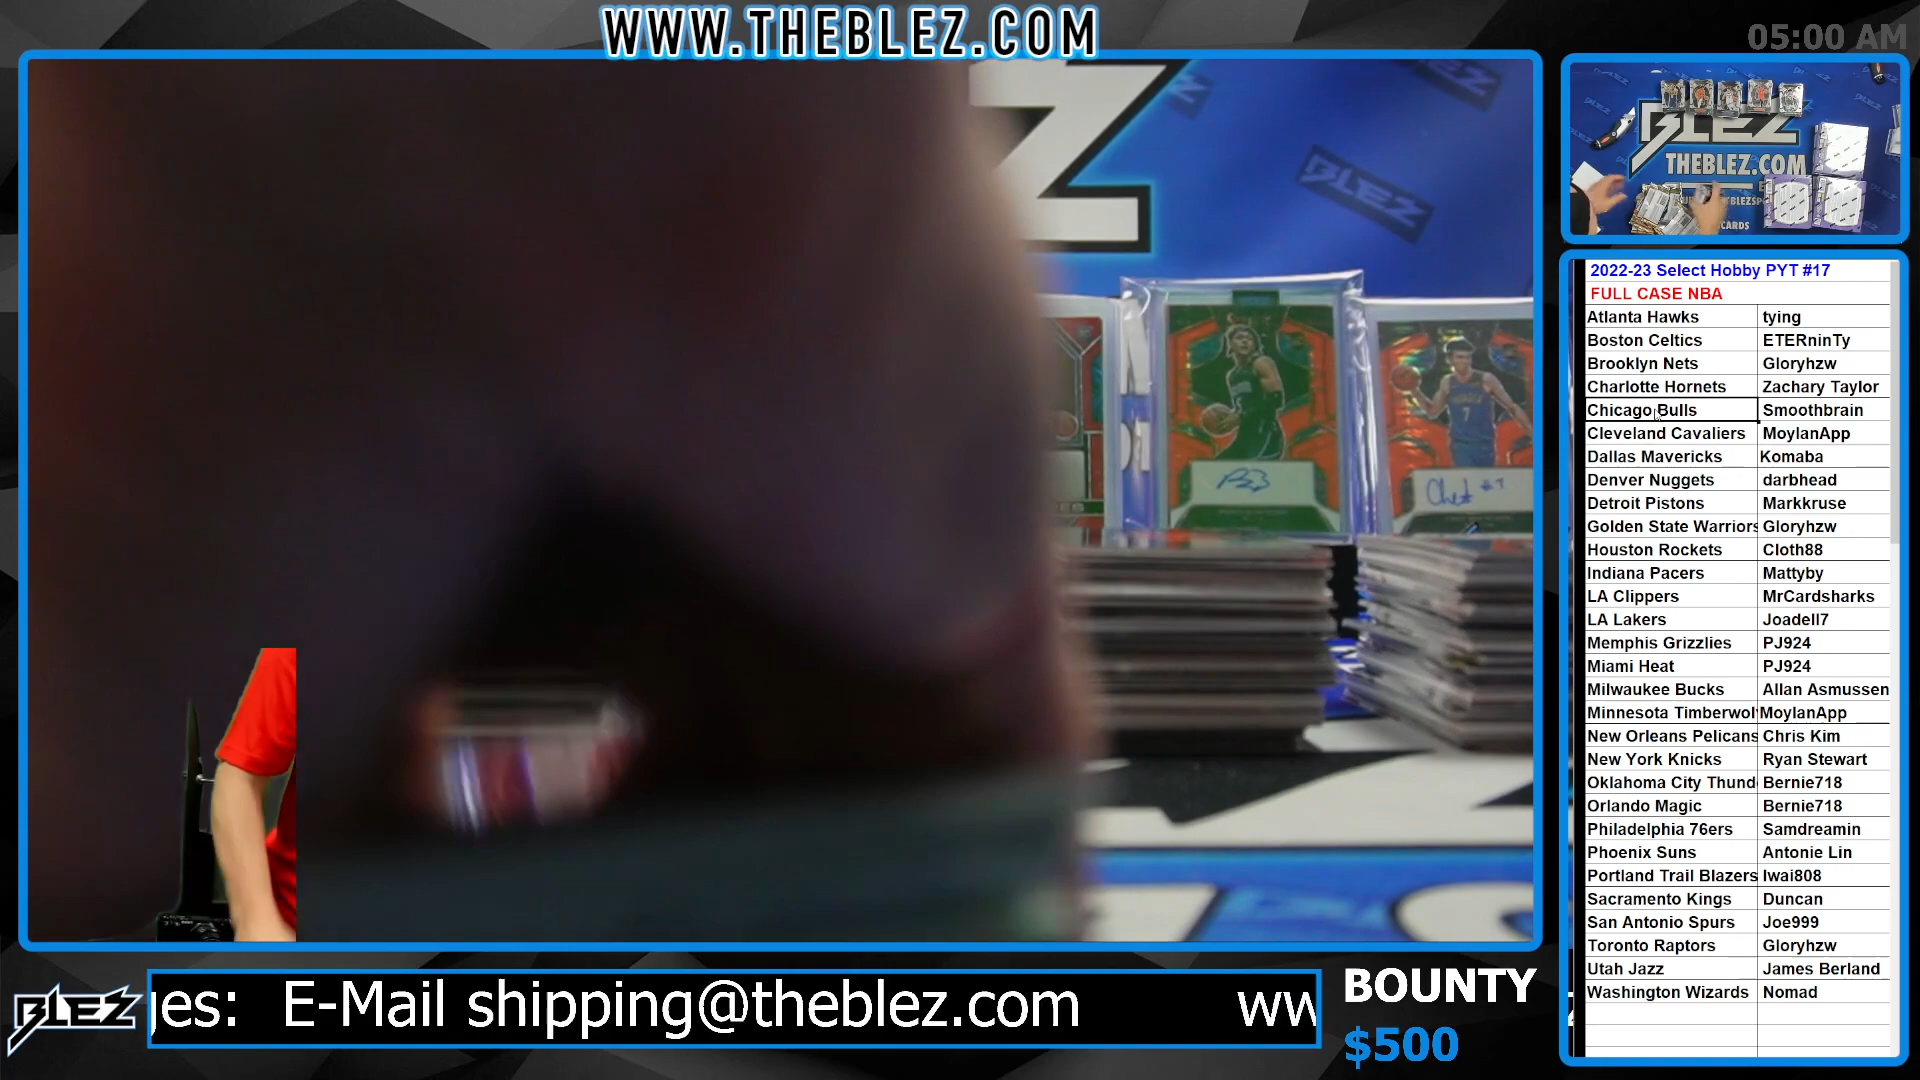 WWW.THEBLEZ.COM
05:00 AM
BLEZ
BLEZ
THEBLEZ.COM
CARDS
2022-23 Select Hobby PYT #17
FULL CASE NBA
Atlanta Hawks tying
Boston Celtics ETERninTy
Brooklyn Nets Gloryhzw
Charlotte Hornets Zachary Taylor
Chicago Bulls Smoothbrain
Cleveland Cavaliers MoylanApp
Dallas Mavericks Komaba
Denver Nuggets darbhead
Detroit Pistons Markkruse
Golden State Warriors Gloryhzw
Houston Rockets Cloth88
Indiana Pacers Mattyby
LA Clippers MrCardsharks
LA Lakers Joadell7
Memphis Grizzlies PJ924
Miami Heat PJ924
Milwaukee Bucks Allan Asmussen
Minnesota Timberwol MoylanApp
New Orleans Pelicans Chris Kim
New York Knicks Ryan Stewart
Oklahoma City Thund Bernie718
Orlando Magic Bernie718
Philadelphia 76ers Samdreamin
Phoenix Suns Antonie Lin
Portland Trail Blazers Iwai808
Sacramento Kings Duncan
San Antonio Spurs Joe999
Toronto Raptors Gloryhzw
Utah Jazz James Berland
Washington Wizards Nomad
BLEZ
ges: E-Mail shipping@theblez.com ww
BOUNTY
$500